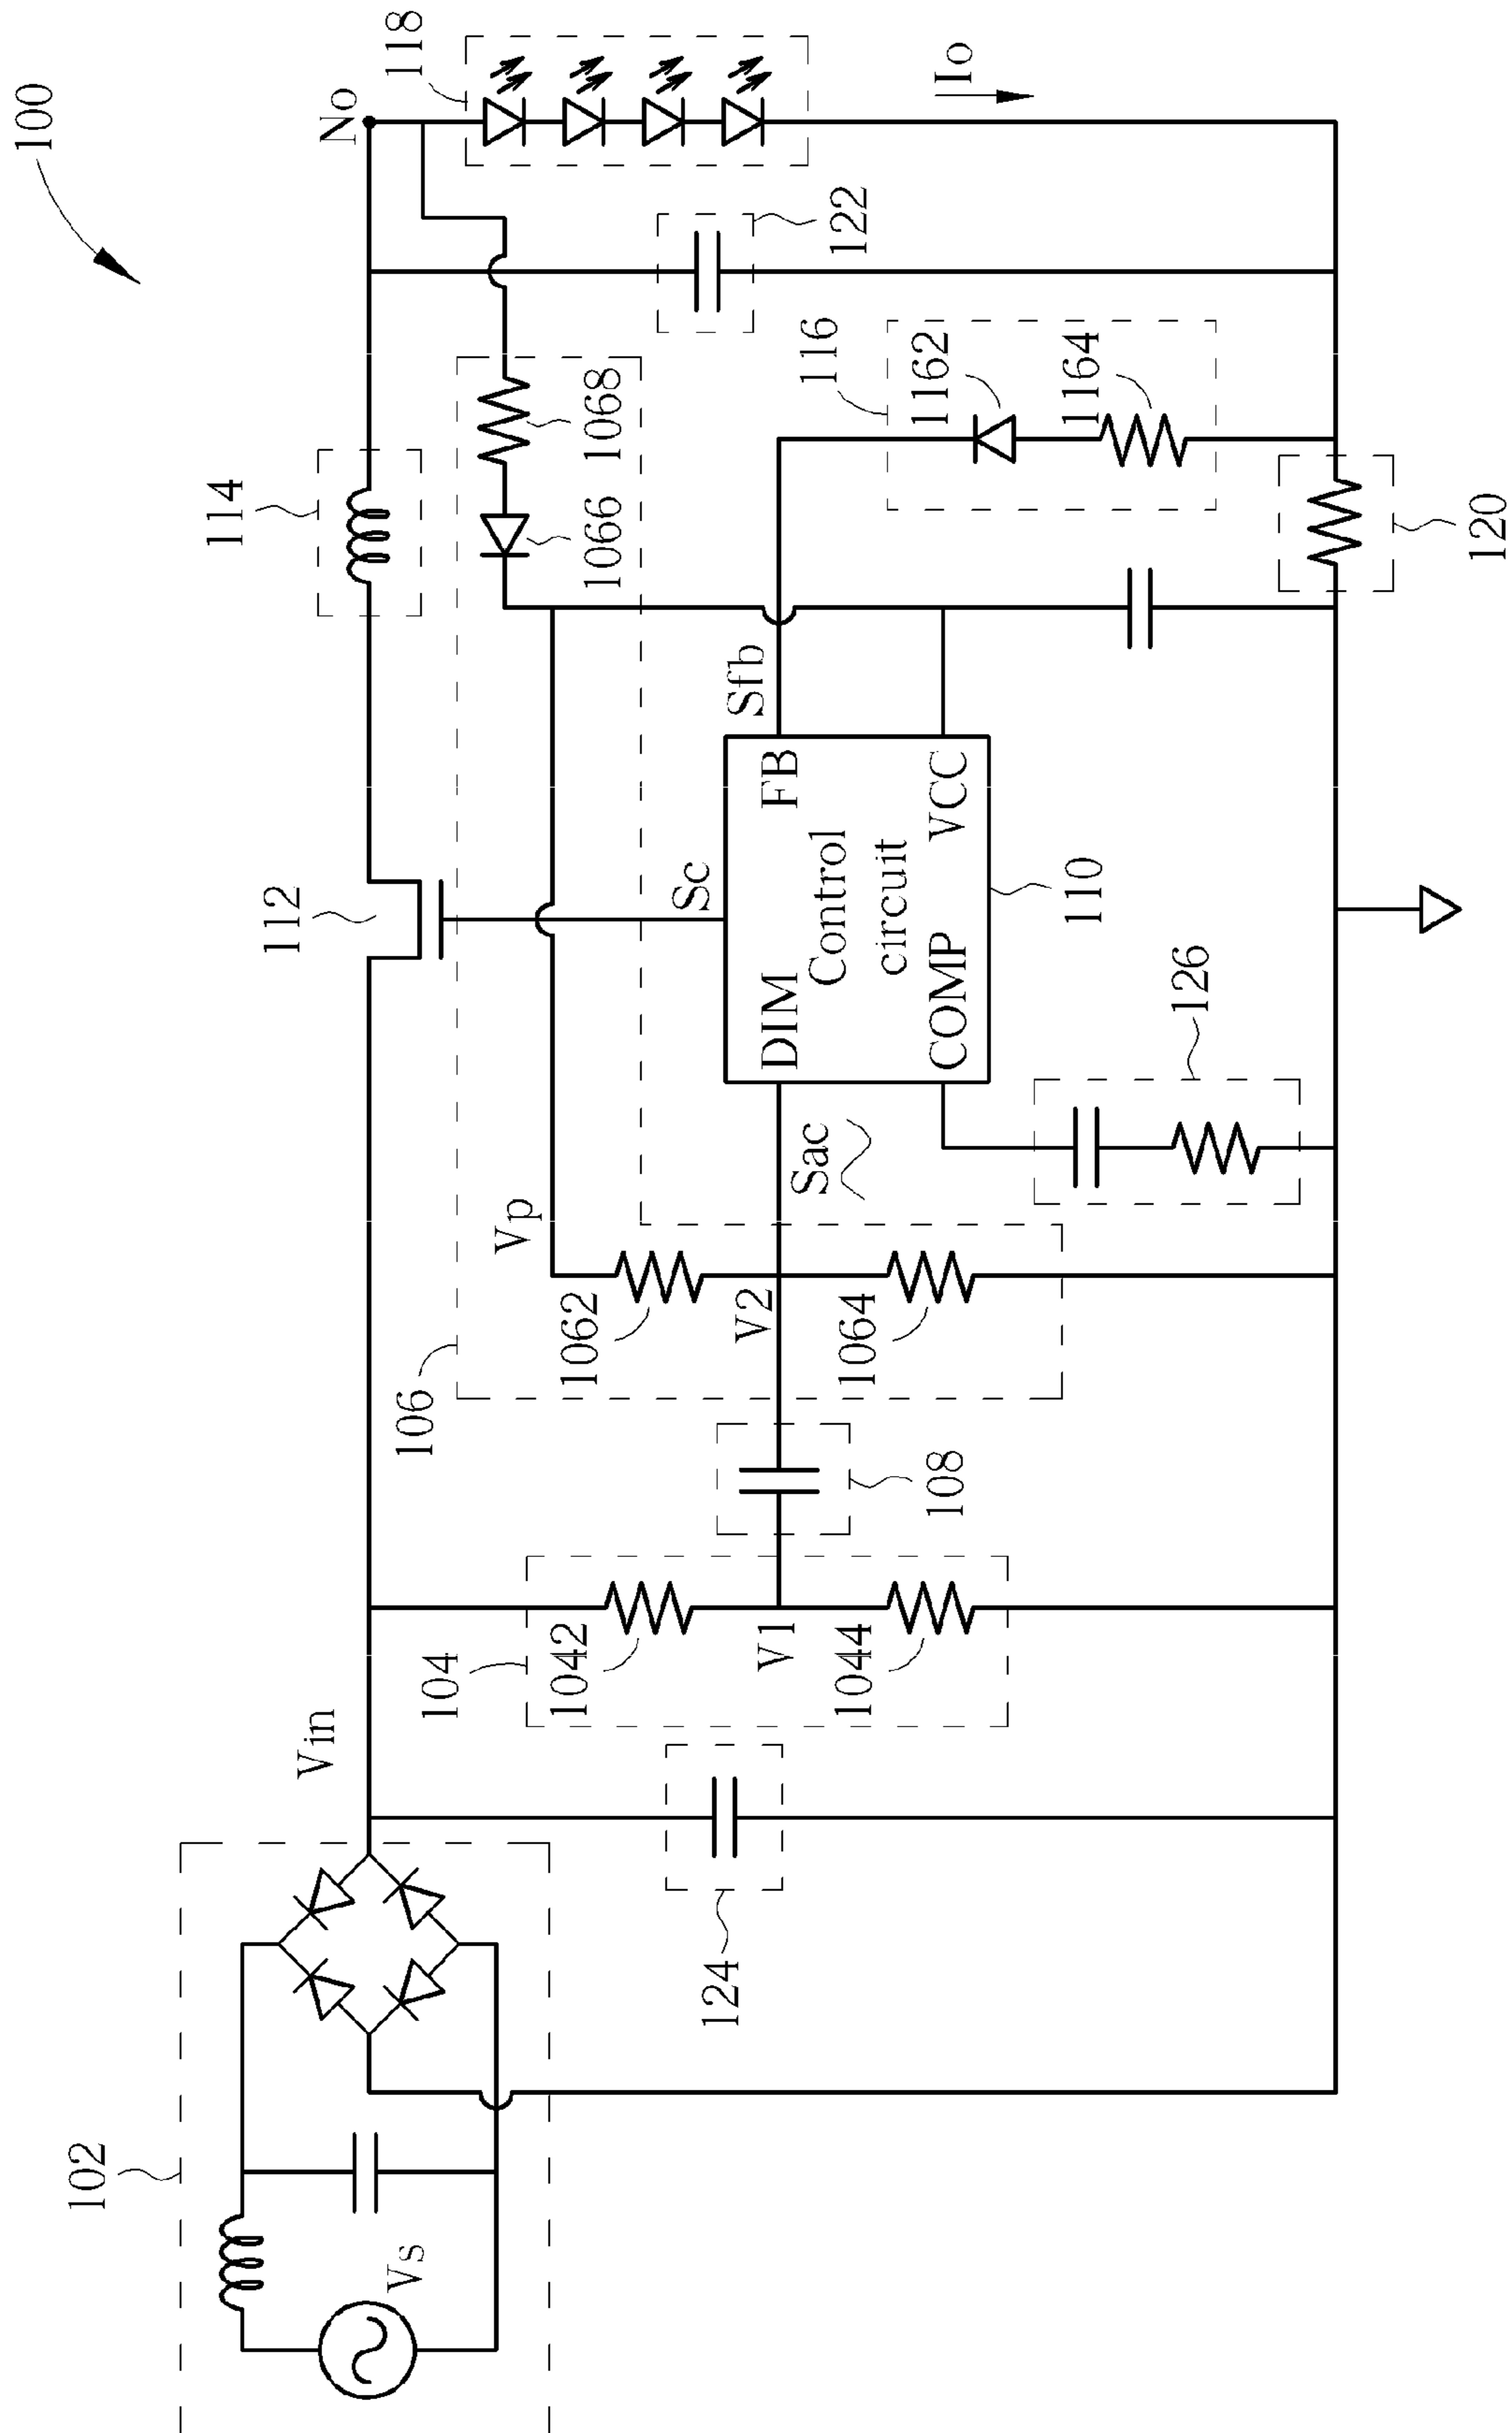 100
102
Vs
Vin
112
114
No
118
Io
122
124
104
1042
V1
1044
108
106
Vp
1062
V2
1064
1066
1068
Sc
Sac
Sfb
DIM
FB
Control
circuit
COMP
VCC
110
126
116
1162
1164
120